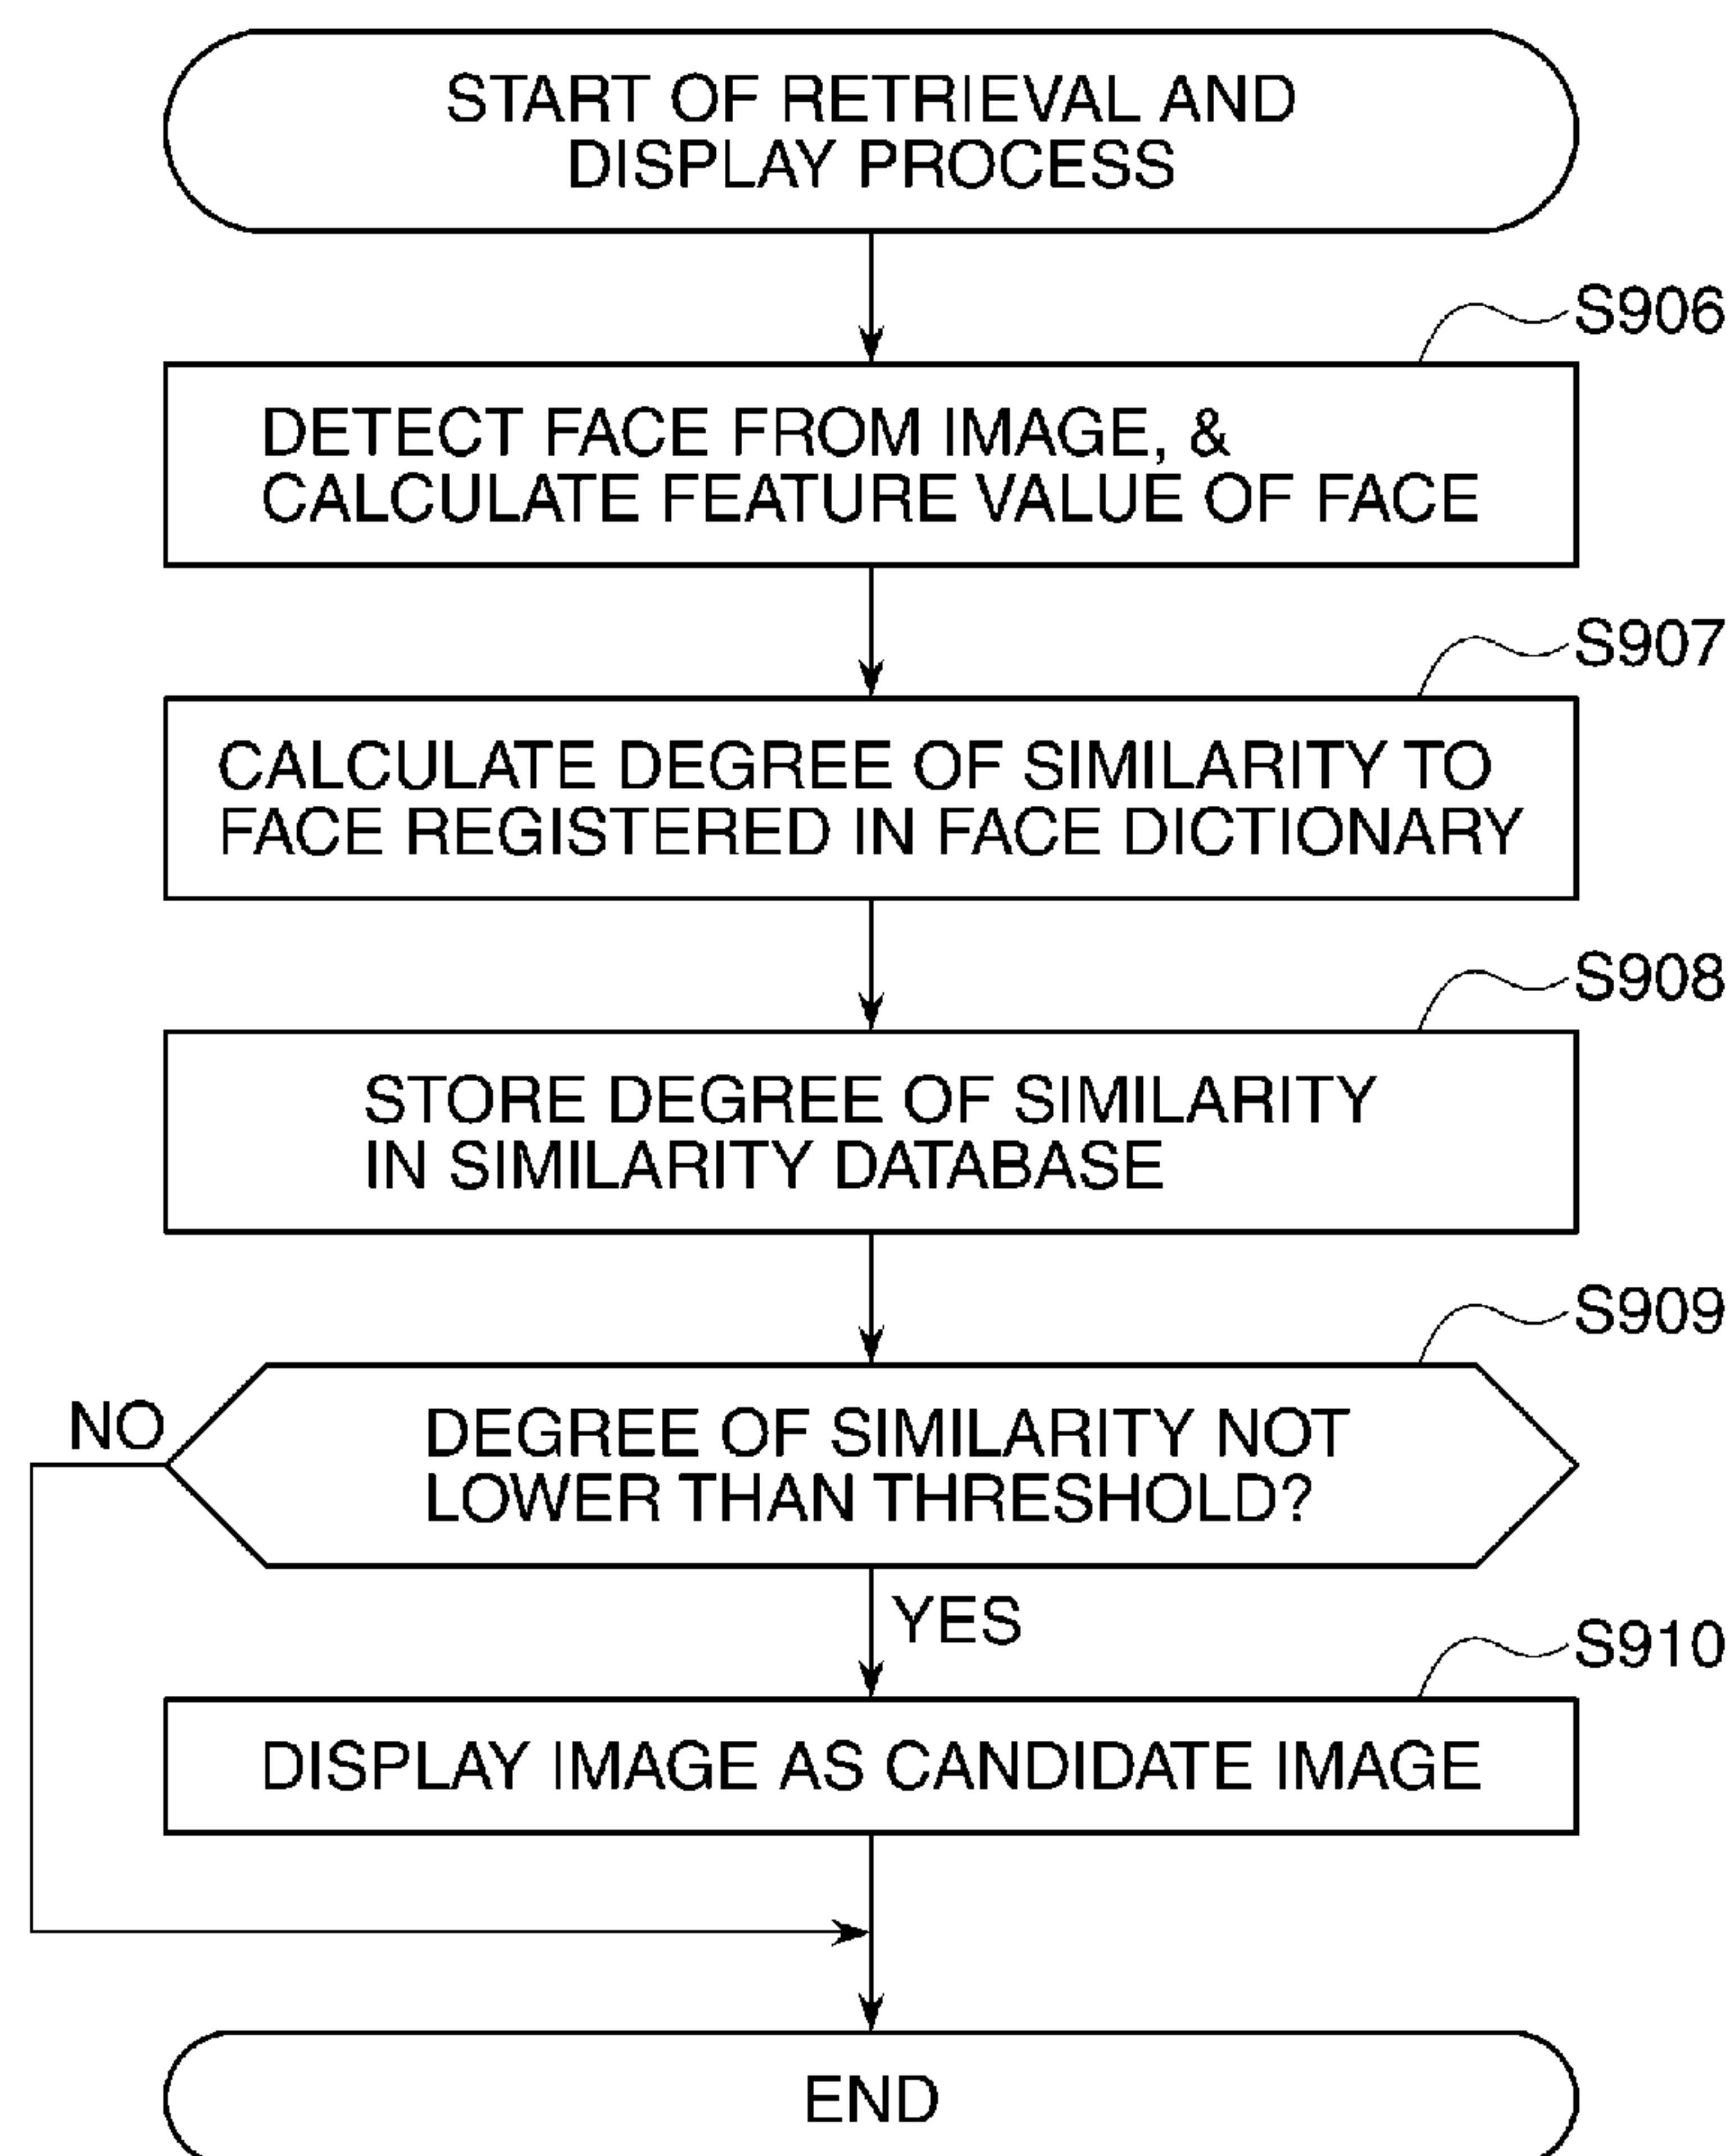 START OF RETRIEVAL AND
DISPLAY PROCESS
S906
DETECT FACE FROM IMAGE, &
CALCULATE FEATURE VALUE OF FACE
S907
CALCULATE DEGREE OF SIMILARITY TO
FACE REGISTERED IN FACE DICTIONARY
S908
STORE DEGREE OF SIMILARITY
IN SIMILARITY DATABASE
S909
NO
DEGREE OF SIMILARITY NOT
LOWER THAN THRESHOLD?
YES
S910
DISPLAY IMAGE AS CANDIDATE IMAGE
END